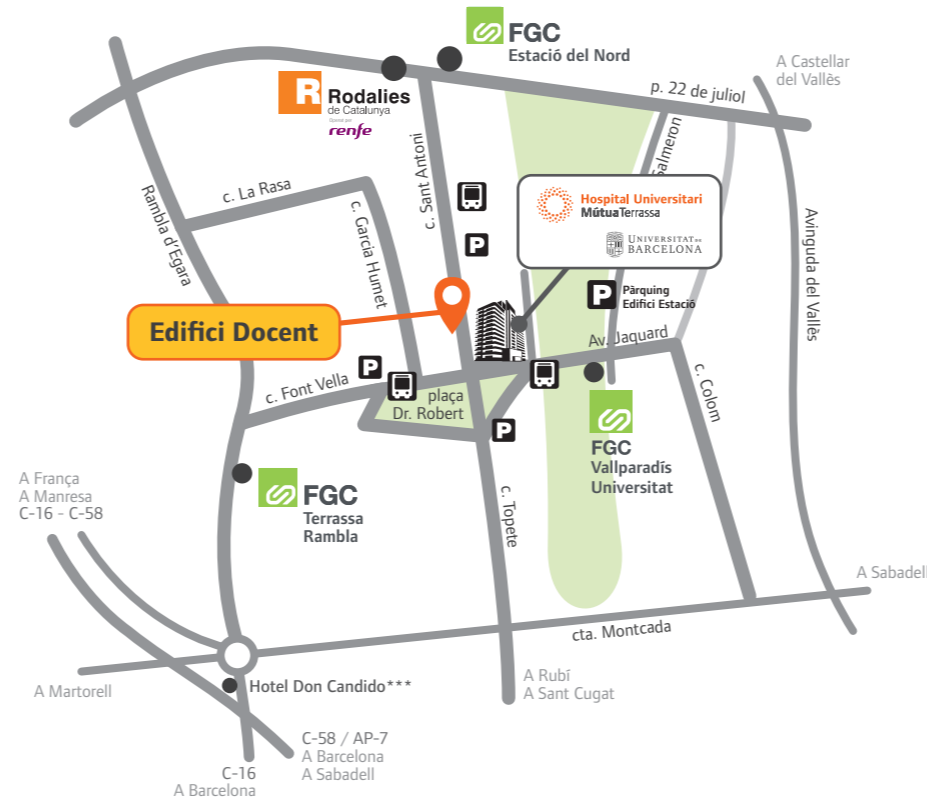 FGC
Estació del Nord
A Castellar
del Vallès
R Rodalies
de Catalunya
renfe
p. 22 de juliol
Salmeron
c. Sant Antoni
Rambla d'Egara
c. La Rasa
c. Garcia Humet
Hospital Universitari
MútuaTerrassa
UNIVERSITAT DE
BARCELONA
Avinguda del Vallès
P
P Pàrquing
Edifici Estació
Edifici Docent
Av. Jaquard
P
c. Font Vella
plaça
Dr. Robert
c. Colom
P
FGC
Vallparadís
Universitat
A França
A Manresa
C-16 - C-58
FGC
Terrassa
Rambla
c. Topete
A Sabadell
cta. Montcada
A Martorell
Hotel Don Candido***
A Rubí
A Sant Cugat
C-58 / AP-7
A Barcelona
A Sabadell
C-16
A Barcelona